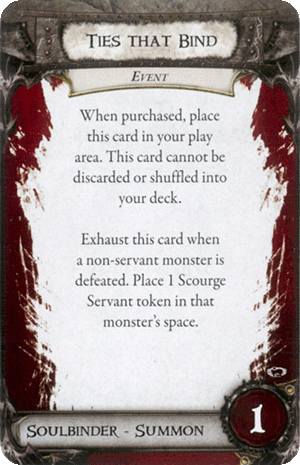 Ties that Bind
Event
When purchased, place
this card in your play
area. This card cannot be
discarded or shuffled into
your deck.
Exhaust this card when
a non-servant monster is
defeated. Place 1 Scourge
Servant token in that
monster's space.
Soulbinder - Summon
1